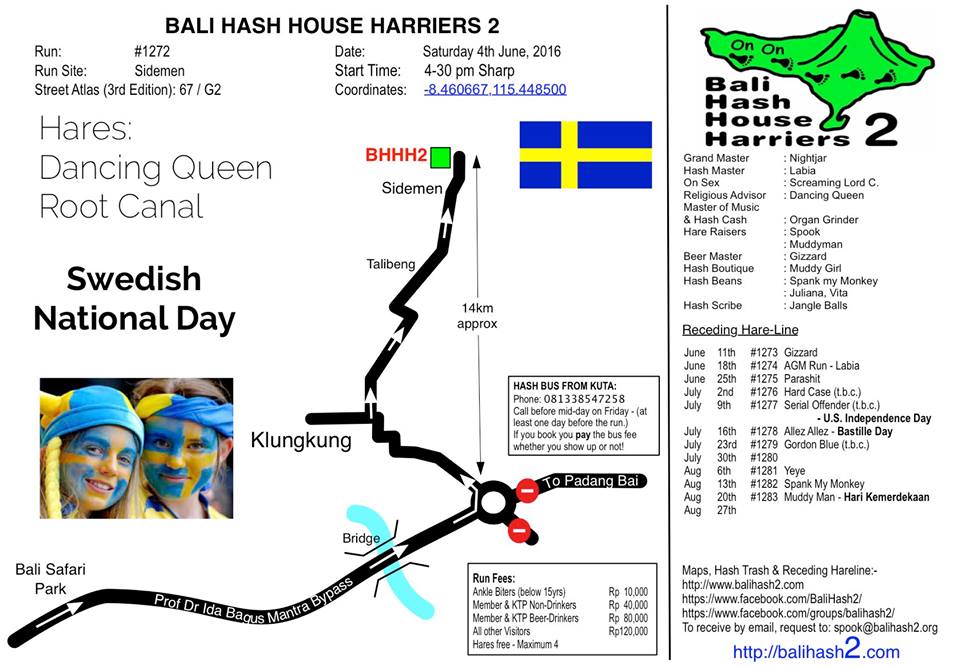 BALI HASH HOUSE HARRIERS 2
Run: #1272
Run Site: Sidemen
Street Atlas (3rd Edition): 67 / G2
Date: Saturday 4th June, 2016
Start Time: 4-30 pm Sharp
Coordinates: -8.460667,115.448500
Hares:
Dancing Queen
Root Canal
Swedish
National Day
BHHH2
Sidemen
Talibeng
14km
approx
Klungkung
HASH BUS FROM KUTA:
Phone: 081338547258
Call before mid-day on Friday - (at
least one day before the run.)
If you book you pay the bus fee
whether you show up or not!
To Padang Bai
Bridge
Bali Safari
Park
Prof Dr Ida Bagus Mantra Bypass
Run Fees:
Ankle Biters (below 15yrs) Rp 10,000
Member & KTP Non-Drinkers Rp 40,000
Member & KTP Beer-Drinkers Rp 80,000
All other Visitors Rp120,000
Hares free - Maximum 4
On On
Bali
Hash
House
Harriers 2
Grand Master : Nightjar
Hash Master : Labia
On Sex : Screaming Lord C.
Religious Advisor : Dancing Queen
Master of Music
& Hash Cash : Organ Grinder
Hare Raisers : Spook
: Muddyman
Beer Master : Gizzard
Hash Boutique : Muddy Girl
Hash Beans : Spank my Monkey
: Juliana, Vita
Hash Scribe : Jangle Balls
Receding Hare-Line
June 11th #1273 Gizzard
June 18th #1274 AGM Run - Labia
June 25th #1275 Parashit
July 2nd #1276 Hard Case (t.b.c.)
July 9th #1277 Serial Offender (t.b.c.)
- U.S. Independence Day
July 16th #1278 Allez Allez - Bastille Day
July 23rd #1279 Gordon Blue (t.b.c.)
July 30th #1280
Aug 6th #1281 Yeye
Aug 13th #1282 Spank My Monkey
Aug 20th #1283 Muddy Man - Hari Kemerdekaan
Aug 27th
Maps, Hash Trash & Receding Hareline:-
http://www.balihash2.com
https://www.facebook.com/BaliHash2/
https://www.facebook.com/groups/balihash2/
To receive by email, request to: spook@balihash2.org
http://balihash2.com